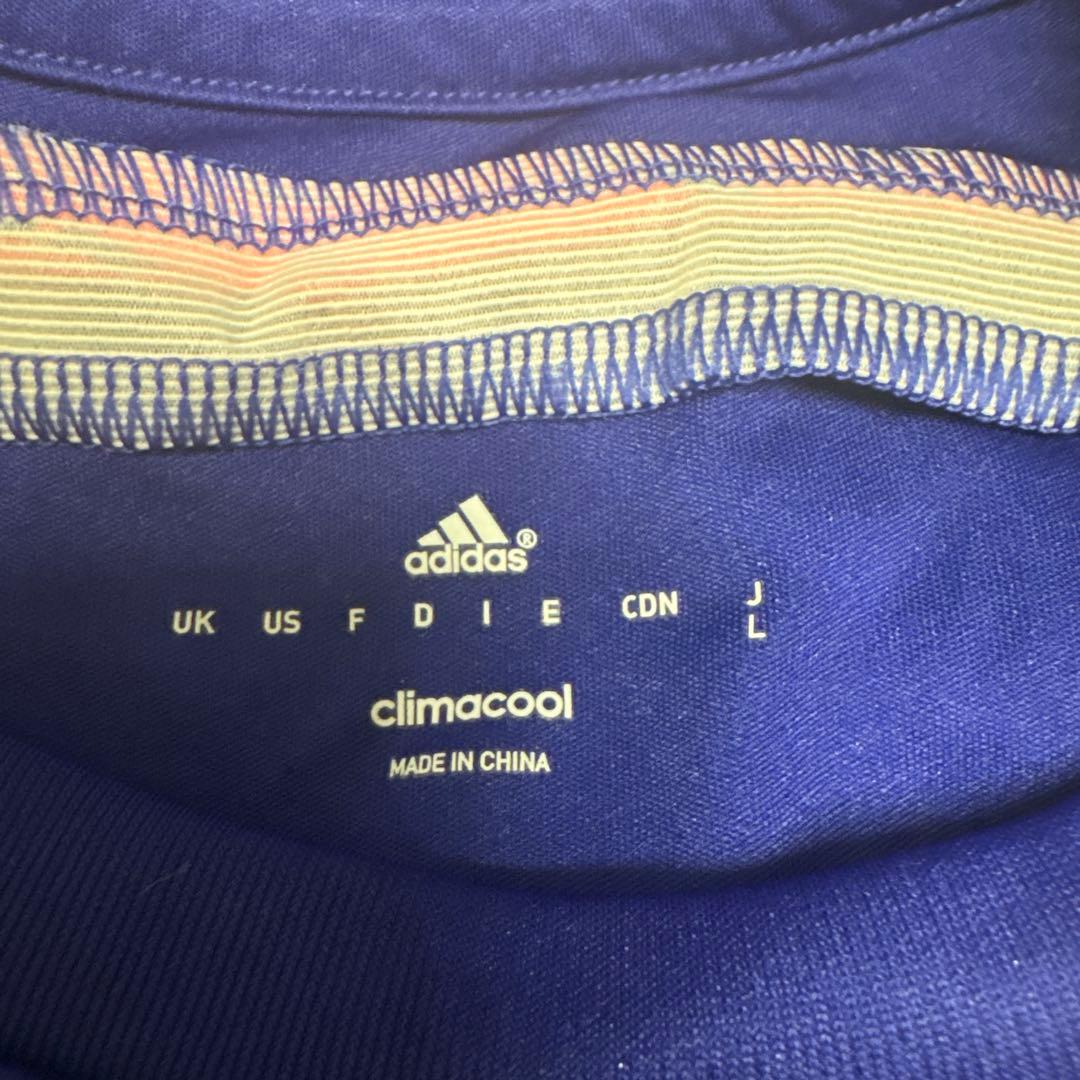 adidas®
UK US F D I E CDN J
L
climacool
MADE IN CHINA